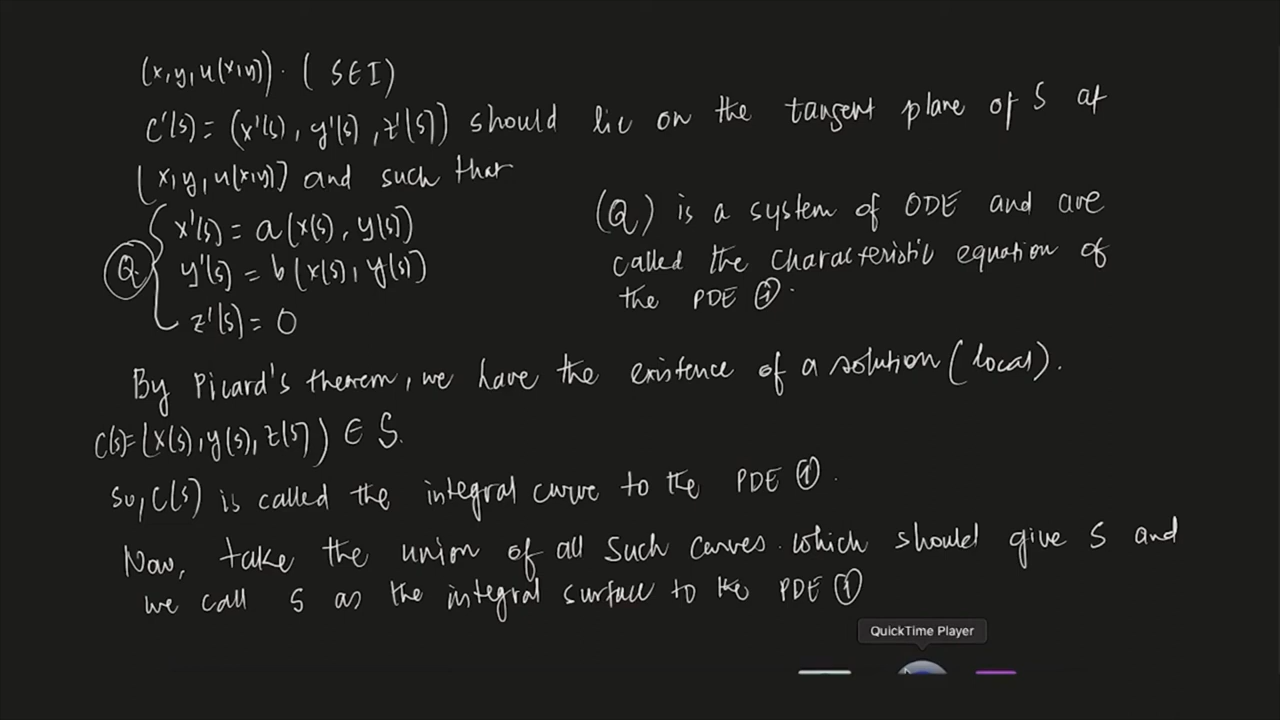 (x,y,u(x,y)). (S∈I)
C'(s) = (x'(s), y'(s), z'(s)) should lie on the tangent plane of S at
(x,y,u(x,y)) and such that
x'(s) = a(x(s), y(s))
Q. y'(s) = b(x(s), y(s))
z'(s) = 0
(Q) is a system of ODE and are
called the characteristic equation of
the PDE ①.
By Picard's theorem, we have the existence of a solution (local).
C(s)=(x(s), y(s), z(s)) ∈ S.
so, C(s) is called the integral curve to the PDE ①.
Now, take the union of all such curves. which should give S and
we call S as the integral surface to the PDE ①
QuickTime Player